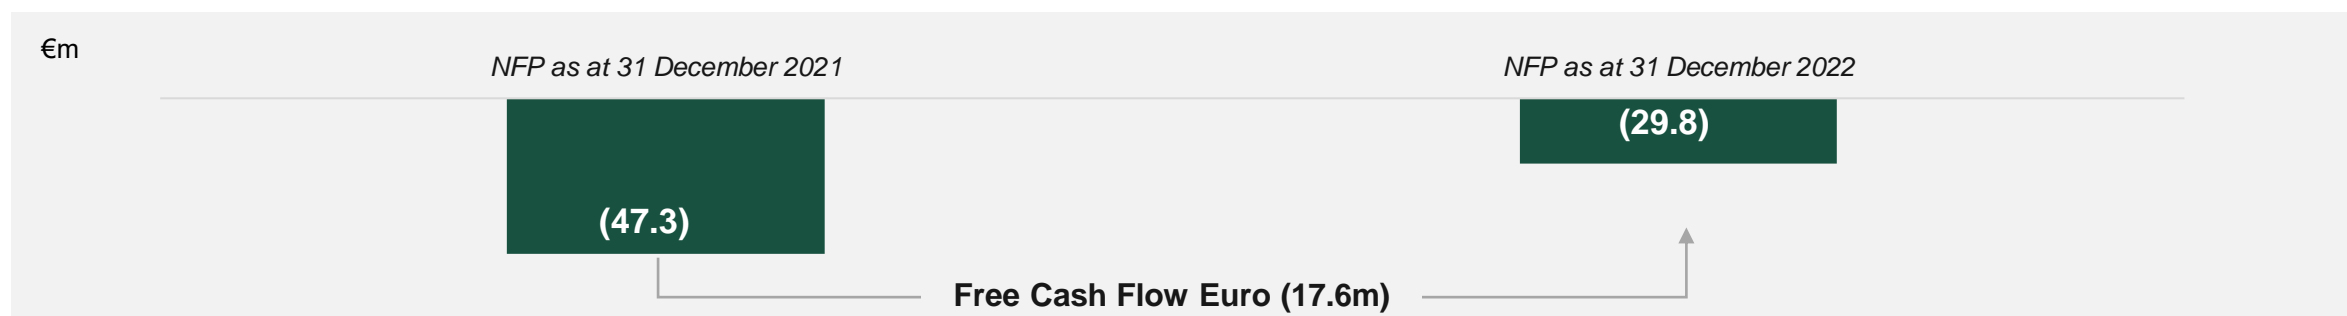 €m
NFP as at 31 December 2021
NFP as at 31 December 2022
(29.8)
(47.3)
Free Cash Flow Euro (17.6m)